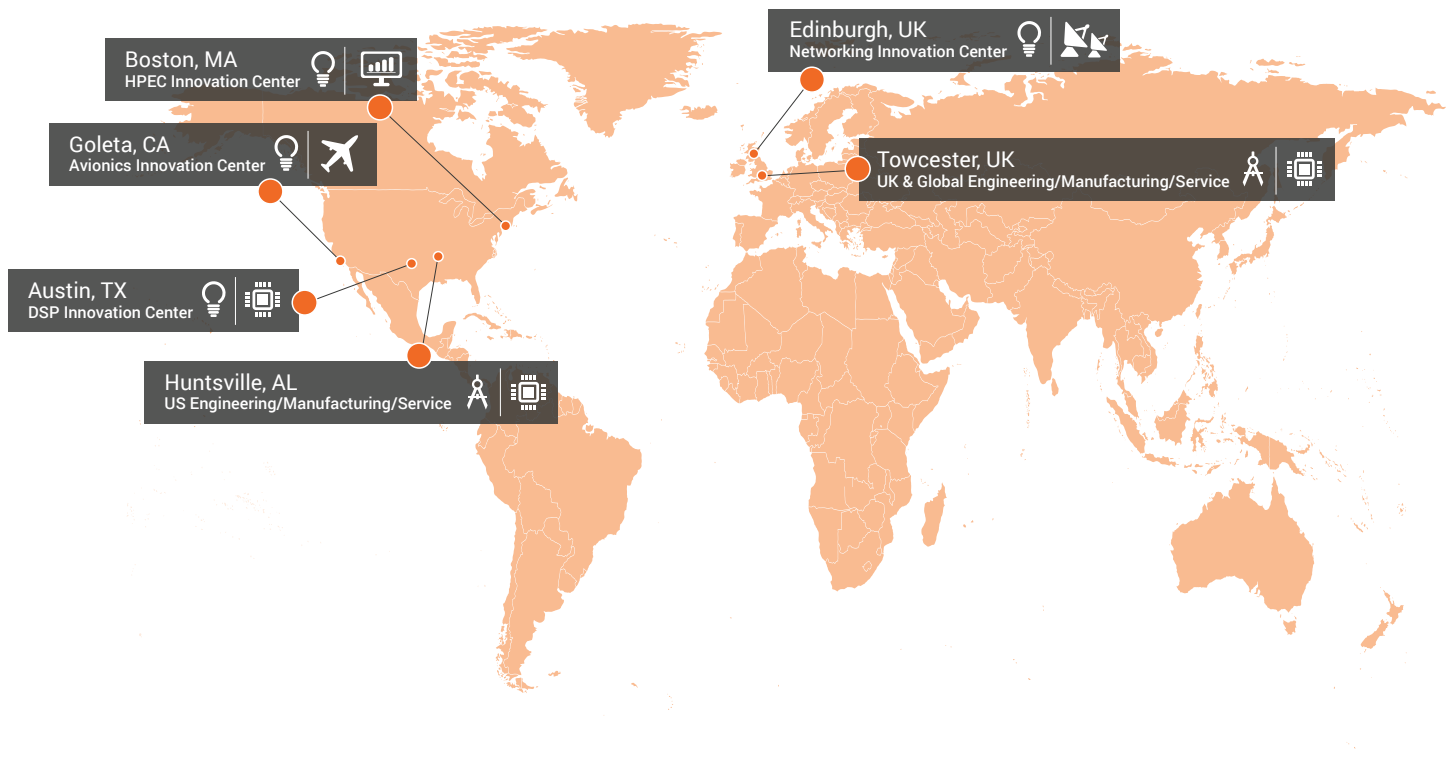 Boston, MA
HPEC Innovation Center
Goleta, CA
Avionics Innovation Center
Austin, TX
DSP Innovation Center
Huntsville, AL
US Engineering/Manufacturing/Service
Edinburgh, UK
Networking Innovation Center
Towcester, UK
UK & Global Engineering/Manufacturing/Service